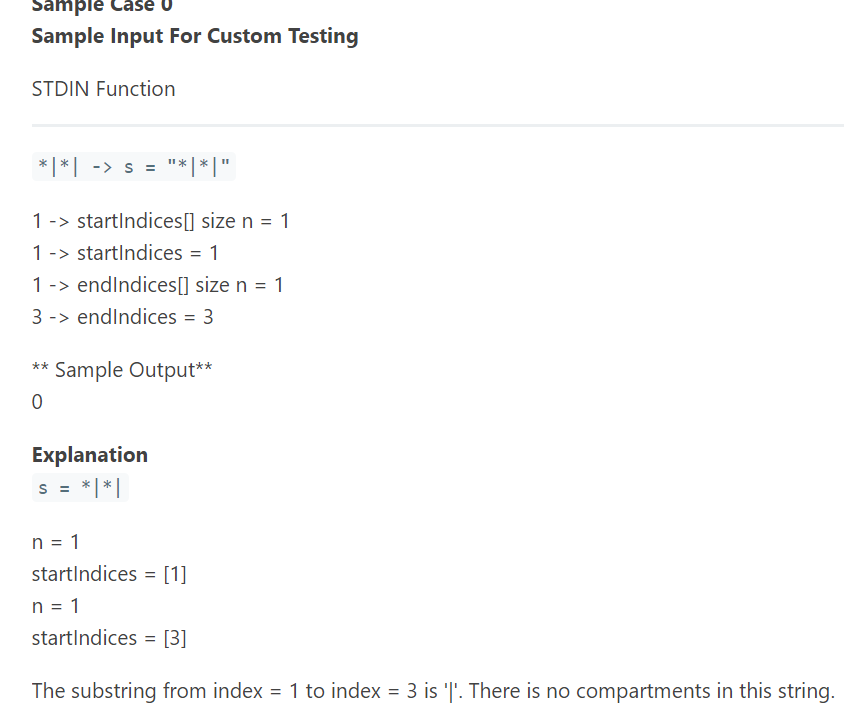 Sample Case 0
Sample Input For Custom Testing
STDIN Function
*|*| -> s = "*|*|"
1 -> startIndices[] size n = 1
1 -> startIndices = 1
1 -> endIndices[] size n = 1
3 -> endIndices = 3
** Sample Output**
0
Explanation
s = *|*|
n = 1
startIndices = [1]
n = 1
startIndices = [3]
The substring from index = 1 to index = 3 is '|'. There is no compartments in this string.